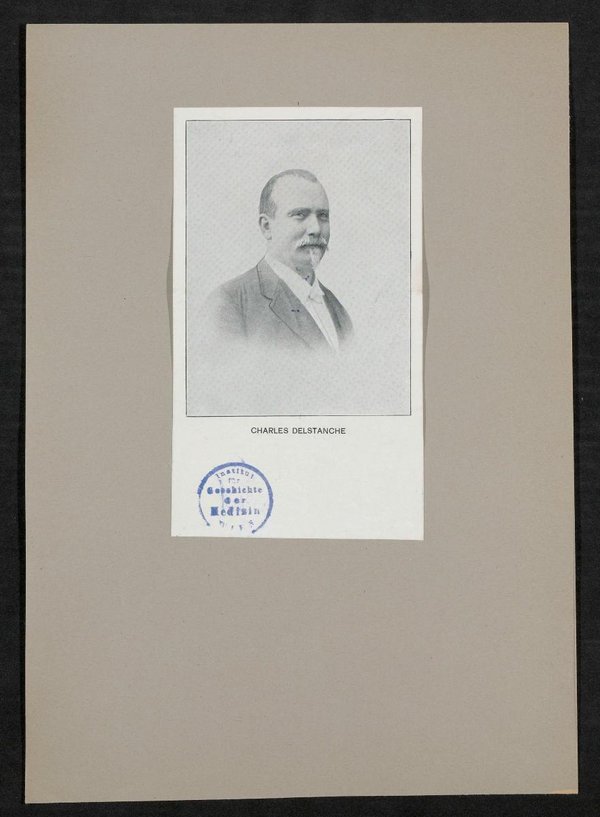 CHARLES DELSTANCHE
Institut
für
Geschichte
der
Medizin